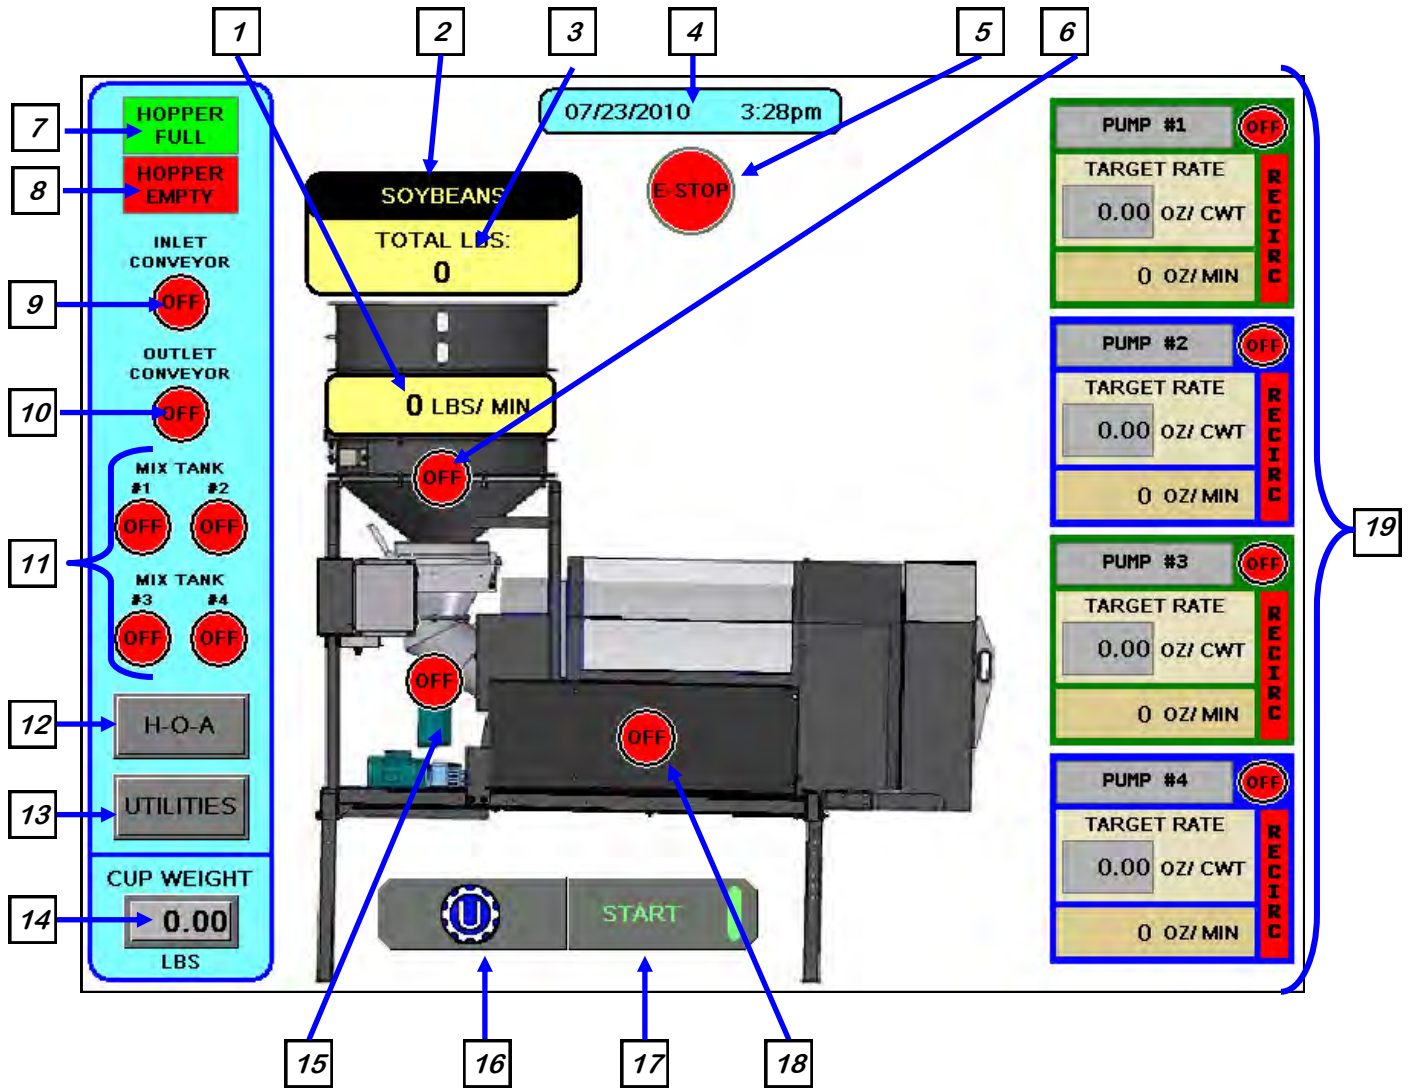 1
2
3
4
5
6
7
8
9
10
11
12
13
14
HOPPER
FULL
HOPPER
EMPTY
INLET
CONVEYOR
OFF
OUTLET
CONVEYOR
OFF
MIX TANK
#1 #2
OFF OFF
MIX TANK
#3 #4
OFF OFF
H-O-A
UTILITIES
CUP WEIGHT
0.00
LBS
07/23/2010 3:28pm
E-STOP
SOYBEANS
TOTAL LBS:
0
0 LBS/ MIN
OFF
OFF
OFF
U
START
PUMP #1 OFF
TARGET RATE
0.00 OZ/ CWT
0 OZ/ MIN
RECIRC
PUMP #2 OFF
TARGET RATE
0.00 OZ/ CWT
0 OZ/ MIN
RECIRC
PUMP #3 OFF
TARGET RATE
0.00 OZ/ CWT
0 OZ/ MIN
RECIRC
PUMP #4 OFF
TARGET RATE
0.00 OZ/ CWT
0 OZ/ MIN
RECIRC
19
15
16
17
18